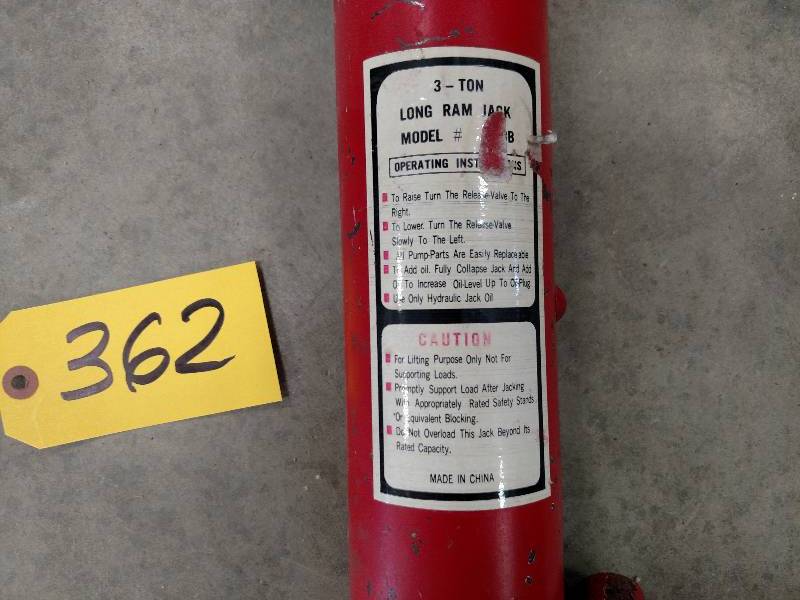 3-TON
LONG RAM JACK
MODEL #
OPERATING INSTRUCTIONS
To Raise Turn The Release-Valve To The
Right.
To Lower. Turn The Release-Valve
Slowly To The Left.
All Pump-Parts Are Easily Replaceable
To Add oil. Fully Collapse Jack And Add
Oil To Increase Oil-Level Up To Oil-Plug
Use Only Hydraulic Jack Oil
CAUTION
For Lifting Purpose Only Not For
Supporting Loads.
Promptly Support Load After Jacking
With Appropriately Rated Safety Stands
Or Equivalent Blocking.
Do Not Overload This Jack Beyond Its
Rated Capacity.
MADE IN CHINA
362